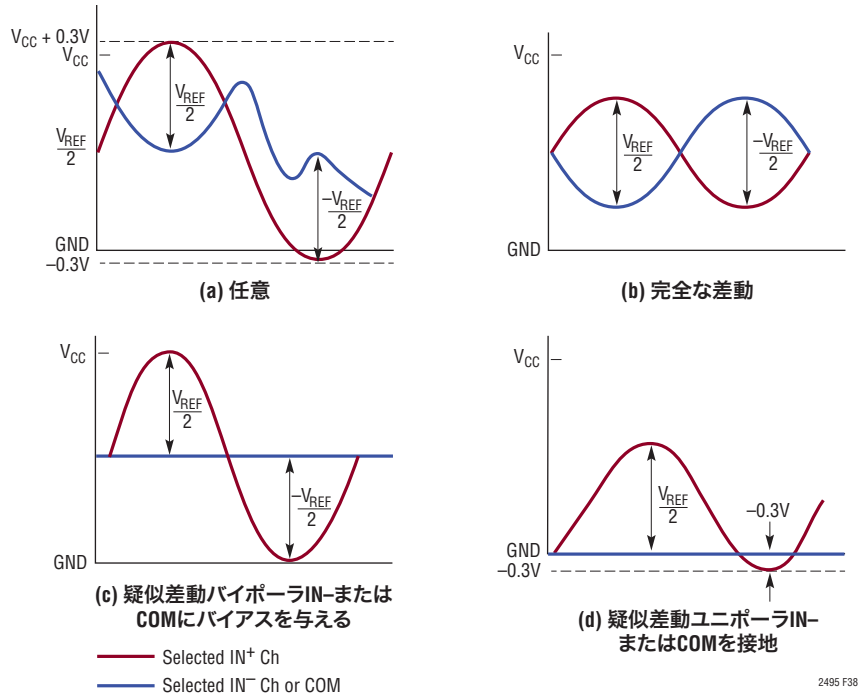 VCC + 0.3V
VCC
VREF
2
VREF
2
–VREF
2
GND
–0.3V
(a) 任意
VCC
VREF
2
–VREF
2
GND
(b) 完全な差動
VCC
VREF
2
–VREF
2
GND
(c) 疑似差動バイポーラIN–または
COMにバイアスを与える
VCC
VREF
2
–0.3V
GND
–0.3V
(d) 疑似差動ユニポーラIN–
またはCOMを接地
Selected IN+ Ch
Selected IN– Ch or COM
2495 F38